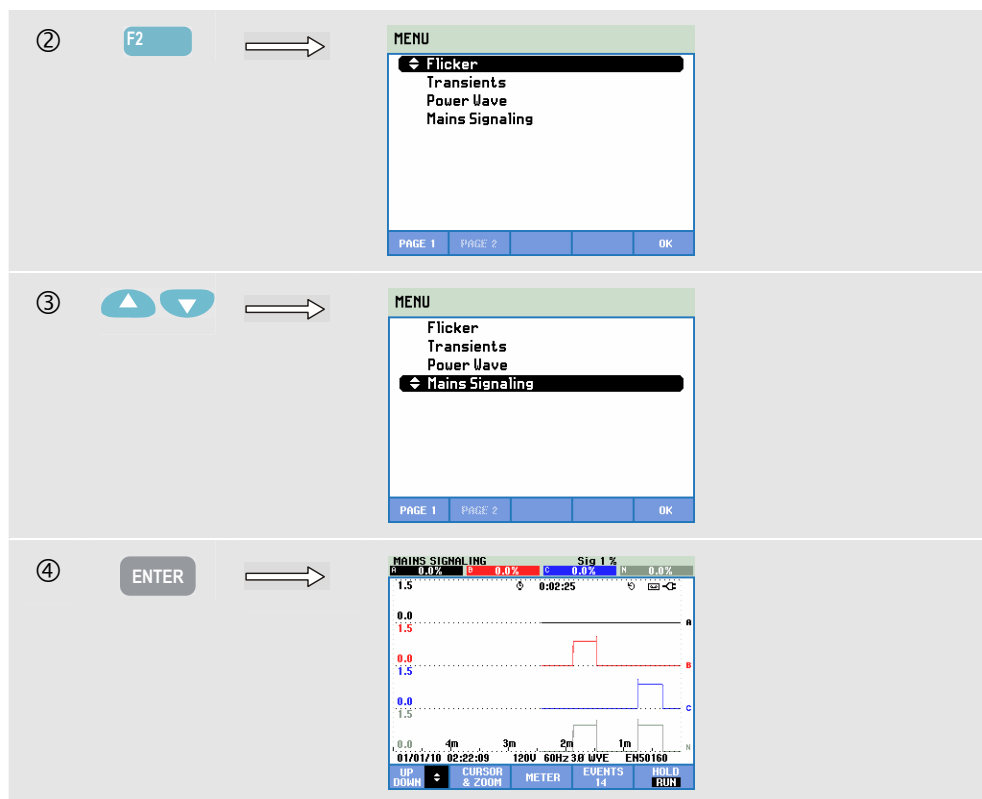 ② F2 MENU
Flicker
Transients
Power Wave
Mains Signaling
PAGE 1 PAGE 2 OK
③ MENU
Flicker
Transients
Power Wave
Mains Signaling
PAGE 1 PAGE 2 OK
④ ENTER
MAINS SIGNALING Sig 1 %
A 0.0% B 0.0% C 0.0% N 0.0%
1.5 0:02:25
0.0 A
1.5
0.0 B
1.5
0.0 C
1.5
0.0 4m 3m 2m 1m N
01/01/10 02:22:09 120V 60Hz 3Ø WYE EN50160
UP DOWN CURSOR & ZOOM METER EVENTS 14 HOLD RUN